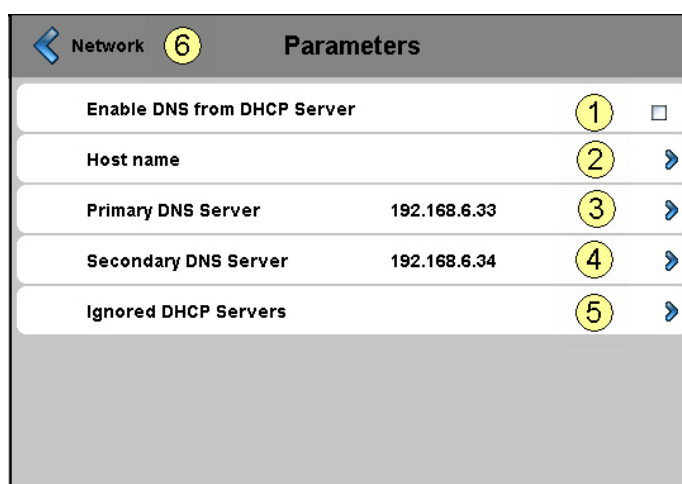 Network 6 Parameters
Enable DNS from DHCP Server 1
Host name 2
Primary DNS Server 192.168.6.33 3
Secondary DNS Server 192.168.6.34 4
Ignored DHCP Servers 5